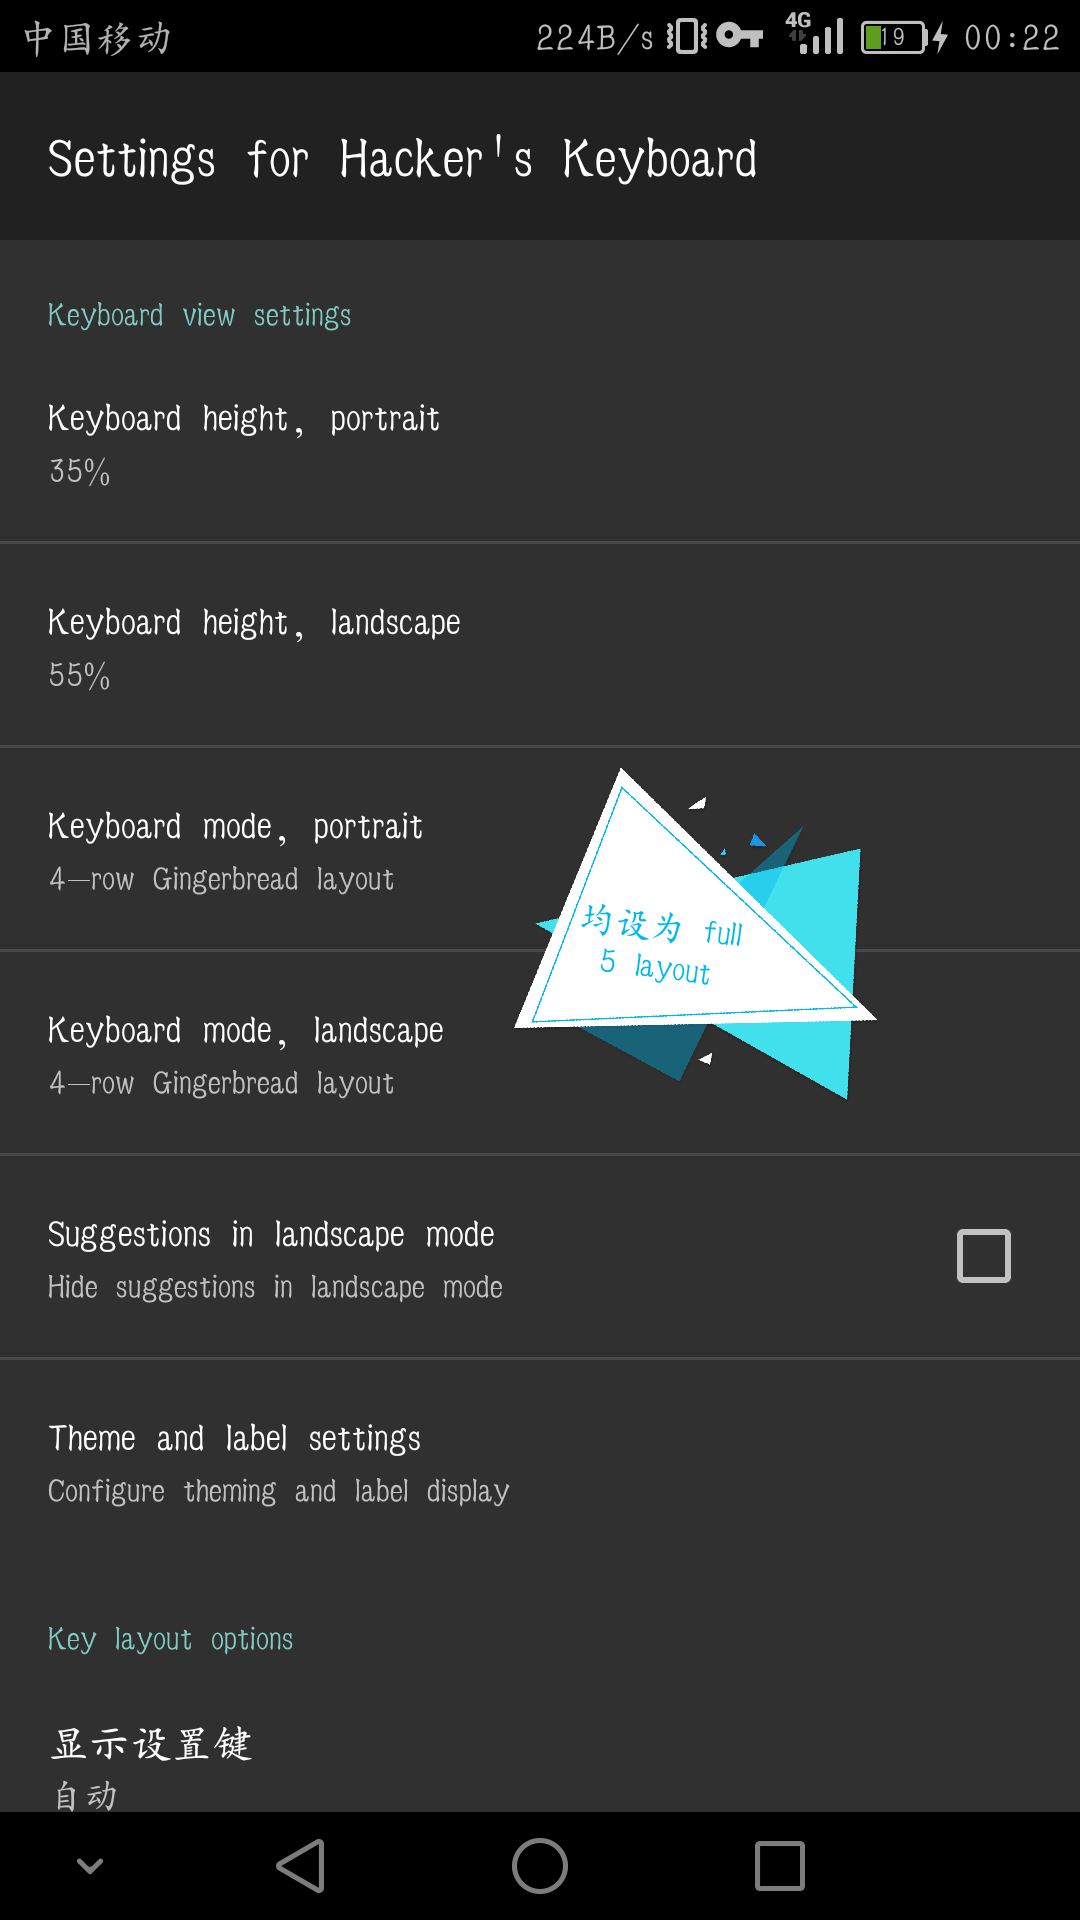 中国移动 224B/s 4G 19 00:22
Settings for Hacker's Keyboard
Keyboard view settings
Keyboard height, portrait
35%
Keyboard height, landscape
55%
Keyboard mode, portrait
4-row Gingerbread layout
均设为 full
5 layout
Keyboard mode, landscape
4-row Gingerbread layout
Suggestions in landscape mode
Hide suggestions in landscape mode
Theme and label settings
Configure theming and label display
Key layout options
显示设置键
自动